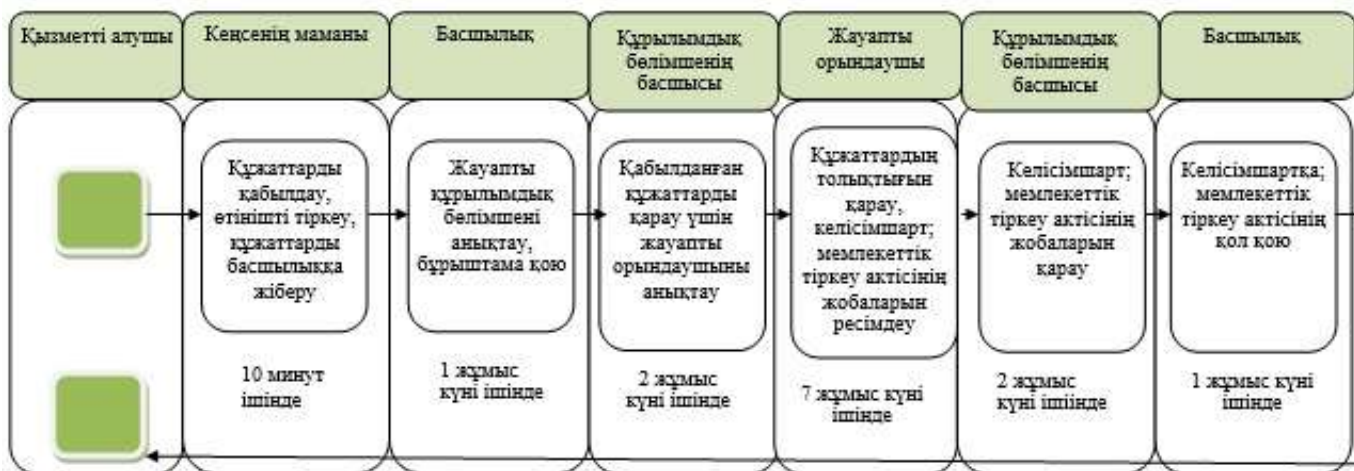 Қызметті алушы
Кеңсенің маманы
Басшылық
Құрылымдық
бөлімшенің
басшысы
Жауапты
орындаушы
Құрылымдық
бөлімшенің
басшысы
Басшылық
Құжаттарды
қабылдау,
өтінішті тіркеу,
құжаттарды
басшылыққа
жіберу
Жауапты
құрылымдық
бөлімшені
анықтау,
бұрыштама қою
Қабылданған
құжаттарды
қарау үшін
жауапты
орындаушыны
анықтау
Құжаттардың
толықтығын
қарау,
келісімшарт;
мемлекеттік
тіркеу актісінің
жобаларын
ресімдеу
Келісімшарт;
мемлекеттік
тіркеу актісінің
жобаларын
қарау
Келісімшартқа;
мемлекеттік
тіркеу актісінің
қол қою
10 минут
ішінде
1 жұмыс
күні ішінде
2 жұмыс
күні ішінде
7 жұмыс күні
ішінде
2 жұмыс
күні ішіінде
1 жұмыс күні
ішінде